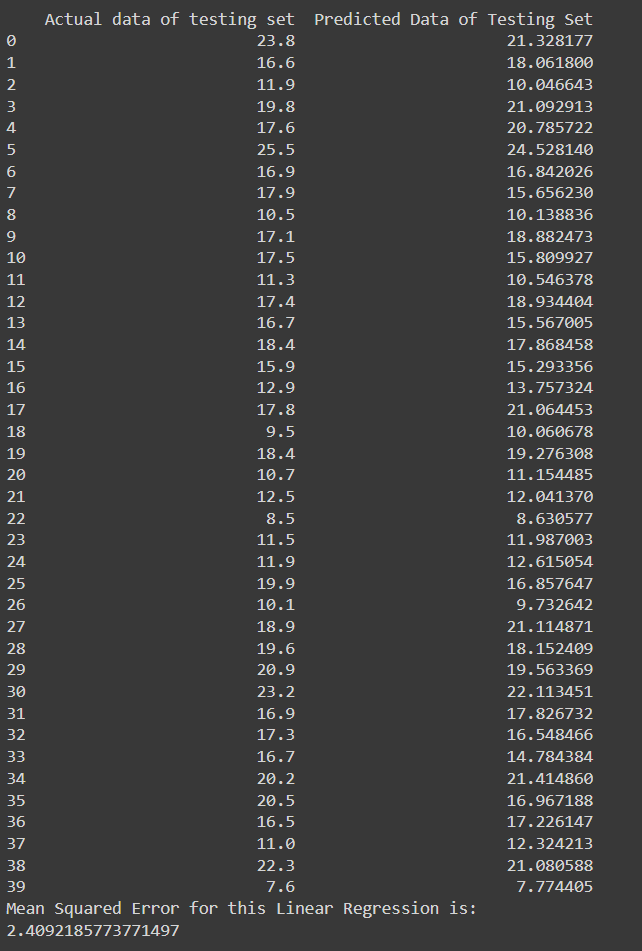 Actual data of testing set Predicted Data of Testing Set
0 23.8 21.328177
1 16.6 18.061800
2 11.9 10.046643
3 19.8 21.092913
4 17.6 20.785722
5 25.5 24.528140
6 16.9 16.842026
7 17.9 15.656230
8 10.5 10.138836
9 17.1 18.882473
10 17.5 15.809927
11 11.3 10.546378
12 17.4 18.934404
13 16.7 15.567005
14 18.4 17.868458
15 15.9 15.293356
16 12.9 13.757324
17 17.8 21.064453
18 9.5 10.060678
19 18.4 19.276308
20 10.7 11.154485
21 12.5 12.041370
22 8.5 8.630577
23 11.5 11.987003
24 11.9 12.615054
25 19.9 16.857647
26 10.1 9.732642
27 18.9 21.114871
28 19.6 18.152409
29 20.9 19.563369
30 23.2 22.113451
31 16.9 17.826732
32 17.3 16.548466
33 16.7 14.784384
34 20.2 21.414860
35 20.5 16.967188
36 16.5 17.226147
37 11.0 12.324213
38 22.3 21.080588
39 7.6 7.774405
Mean Squared Error for this Linear Regression is:
2.4092185773771497